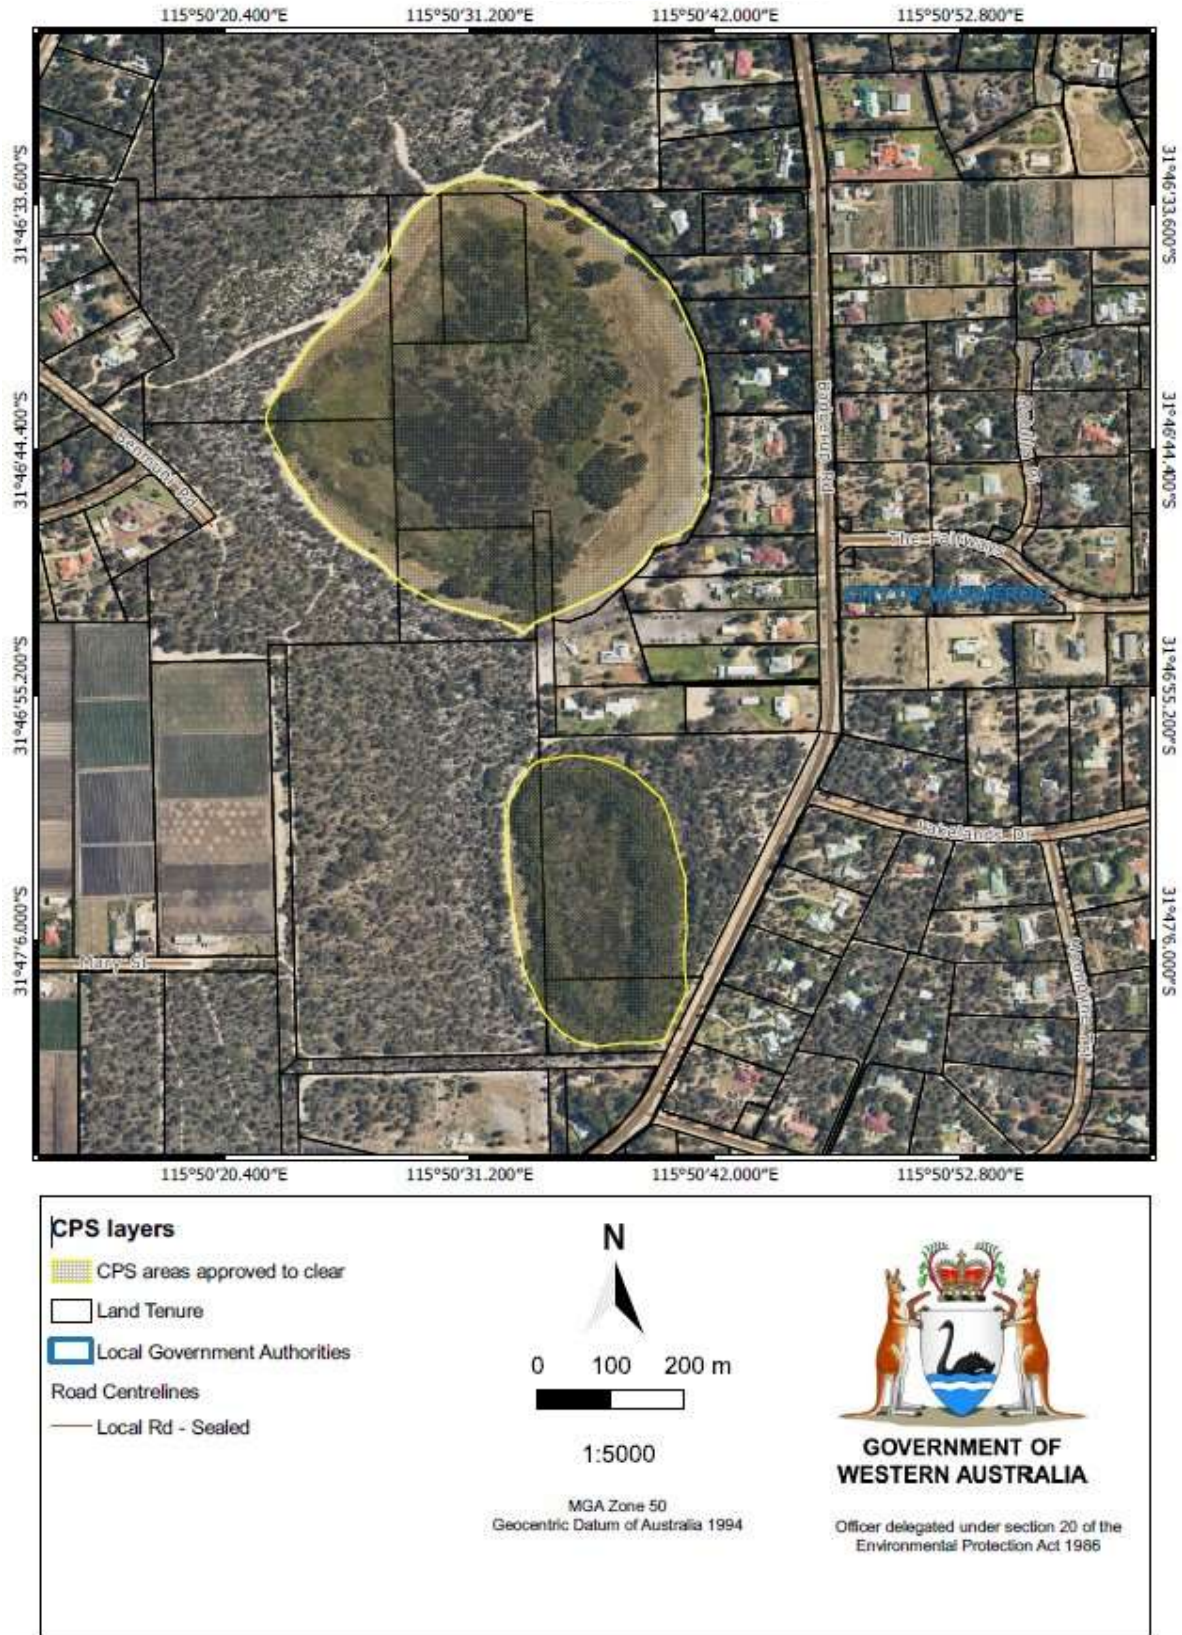 115°50'20.400"E 115°50'31.200"E 115°50'42.000"E 115°50'52.800"E
31°46'33.600"S
31°46'33.600"S
31°46'44.400"S
31°46'44.400"S
31°46'55.200"S
31°46'55.200"S
31°47'6.000"S
31°47'6.000"S
The Fairways
CITY OF WANNEROO
Lakelands Dr
Mary St
115°50'20.400"E 115°50'31.200"E 115°50'42.000"E 115°50'52.800"E
CPS layers
CPS areas approved to clear
Land Tenure
Local Government Authorities
Road Centrelines
Local Rd - Sealed
N
0 100 200 m
1:5000
MGA Zone 50
Geocentric Datum of Australia 1994
GOVERNMENT OF
WESTERN AUSTRALIA
Officer delegated under section 20 of the
Environmental Protection Act 1986